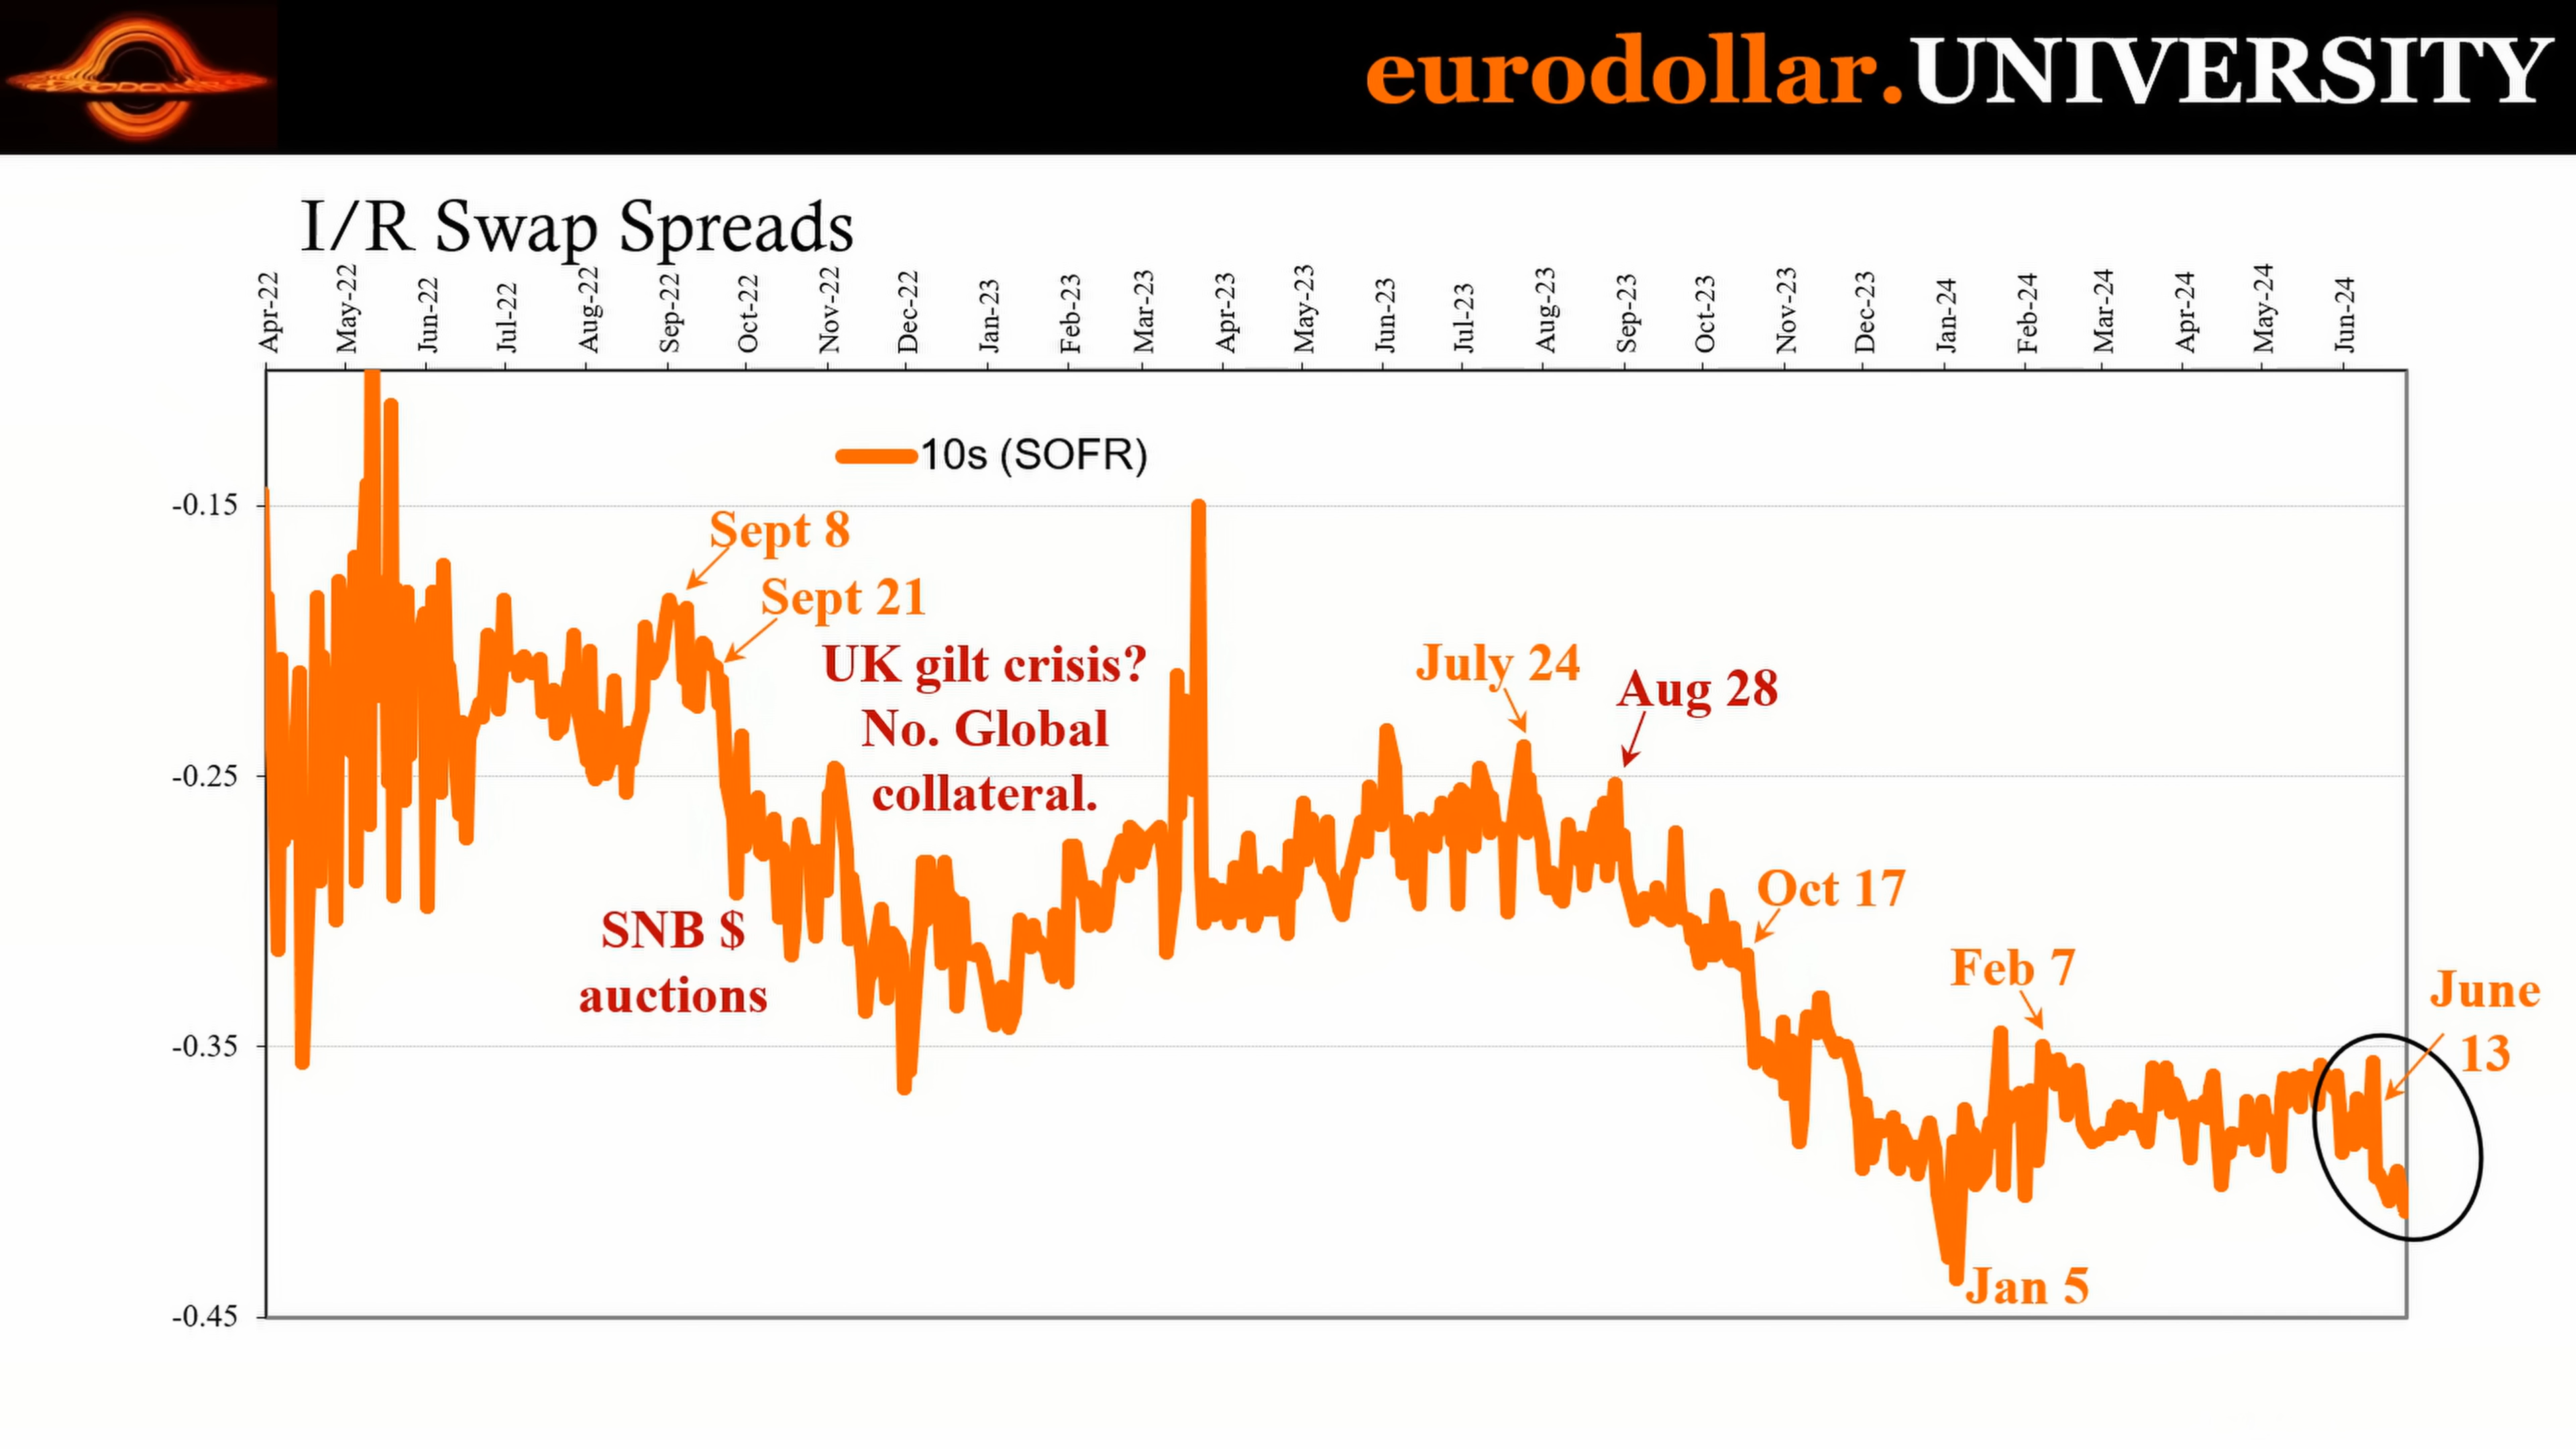 eurodollar.UNIVERSITY
I/R Swap Spreads
Apr-22
May-22
Jun-22
Jul-22
Aug-22
Sep-22
Oct-22
Nov-22
Dec-22
Jan-23
Feb-23
Mar-23
Apr-23
May-23
Jun-23
Jul-23
Aug-23
Sep-23
Oct-23
Nov-23
Dec-23
Jan-24
Feb-24
Mar-24
Apr-24
May-24
Jun-24
10s (SOFR)
-0.15
-0.25
-0.35
-0.45
Sept 8
Sept 21
UK gilt crisis?
No. Global
collateral.
SNB $
auctions
July 24
Aug 28
Oct 17
Feb 7
Jan 5
June
13